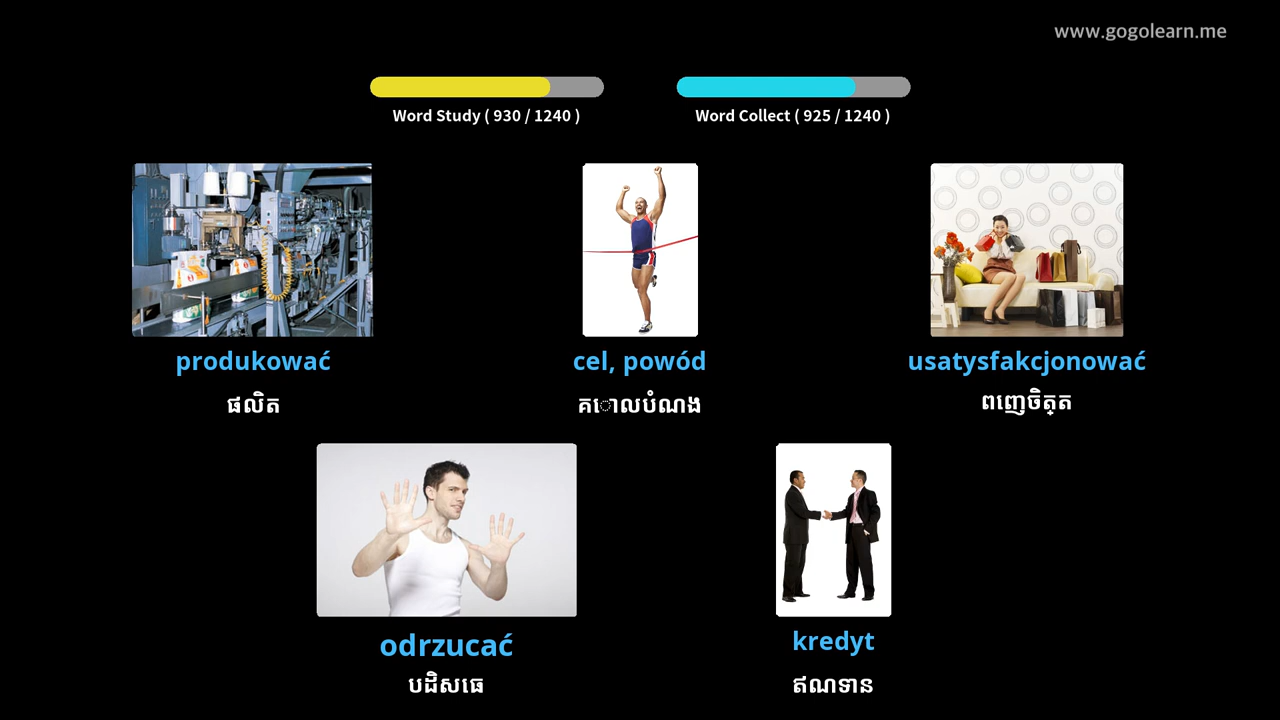 www.gogolearn.me
Word Study ( 930 / 1240 )
Word Collect ( 925 / 1240 )
produkować
ផលិត
cel, powód
គោលបំណង
usatysfakcjonować
ពញេចិត្ត
odrzucać
បដិសធេ
kredyt
ឥណទាន